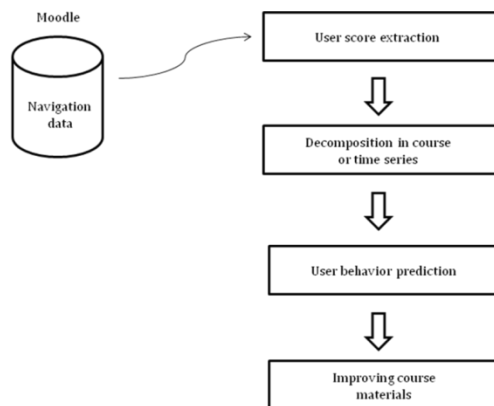 Moodle
Navigation
data
User score extraction
Decomposition in course
or time series
User behavior prediction
Improving course
materials